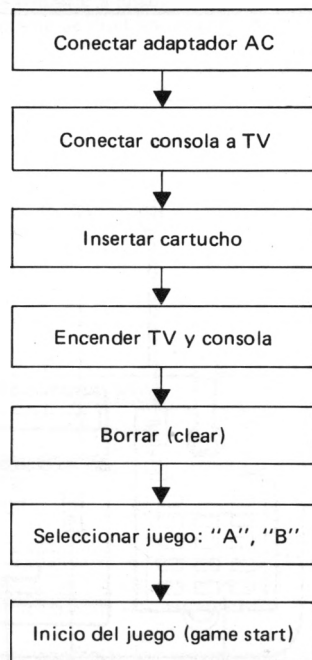 Conectar adaptador AC
Conectar consola a TV
Insertar cartucho
Encender TV y consola
Borrar (clear)
Seleccionar juego: "A", "B"
Inicio del juego (game start)